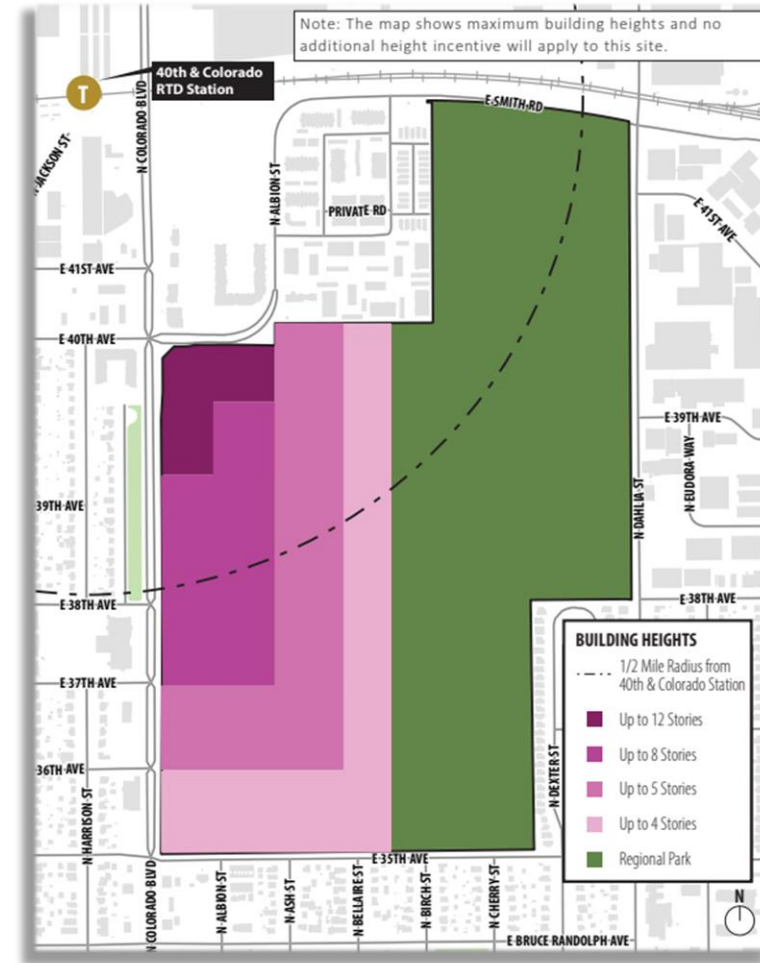 Note: The map shows maximum building heights and no
additional height incentive will apply to this site.
T
40th & Colorado
RTD Station
N COLORADO BLVD
E SMITH RD
N JACKSON ST
N ALBION ST
PRIVATE RD
E 41ST AVE
E 41ST AVE
E 40TH AVE
E 39TH AVE
N EUDORA WAY
N DAHLIA ST
39TH AVE
E 38TH AVE
E 38TH AVE
BUILDING HEIGHTS
1/2 Mile Radius from
40th & Colorado Station
Up to 12 Stories
Up to 8 Stories
Up to 5 Stories
Up to 4 Stories
Regional Park
E 37TH AVE
36TH AVE
N DEXTER ST
N HARRISON ST
E 35TH AVE
N COLORADO BLVD
N ALBION ST
N ASH ST
N BELLAIRE ST
N BIRCH ST
N CHERRY ST
E BRUCE RANDOLPH AVE
N